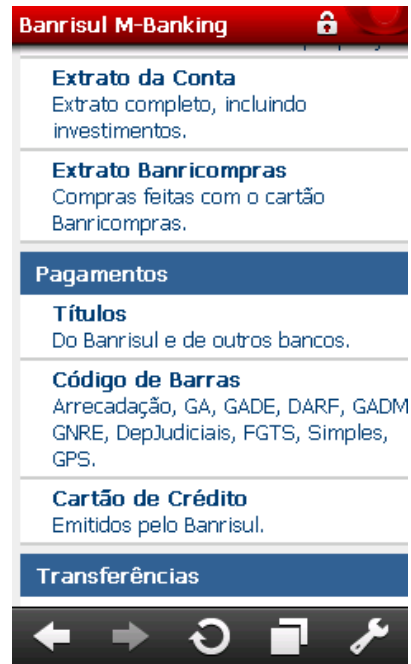 Banrisul M-Banking
Extrato da Conta
Extrato completo, incluindo
investimentos.
Extrato Banricompras
Compras feitas com o cartão
Banricompras.
Pagamentos
Títulos
Do Banrisul e de outros bancos.
Código de Barras
Arrecadação, GA, GADE, DARF, GADM
GNRE, DepJudiciais, FGTS, Simples,
GPS.
Cartão de Crédito
Emitidos pelo Banrisul.
Transferências